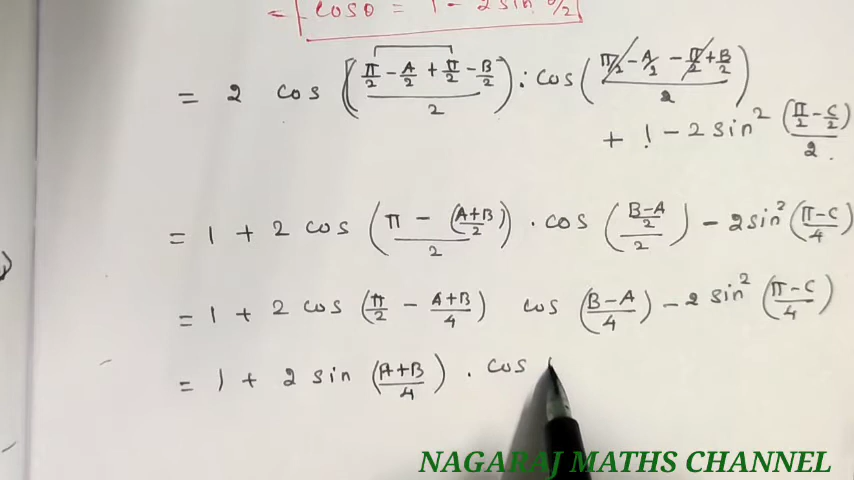 = cosθ = 1 - 2 sin θ/2
= 2 cos ((π/2 - A/2 + π/2 - B/2)/2) . cos ((π/2 - A/2 - π/2 + B/2)/2)
+ 1 - 2 sin² ((π/2 - C/2)/2).
= 1 + 2 cos ((π - (A+B)/2)/2) . cos (((B-A)/2)/2) - 2 sin² ((π-C)/4)
= 1 + 2 cos (π/2 - (A+B)/4) cos ((B-A)/4) - 2 sin² ((π-C)/4)
= 1 + 2 sin ((A+B)/4) . cos (
NAGARAJ MATHS CHANNEL